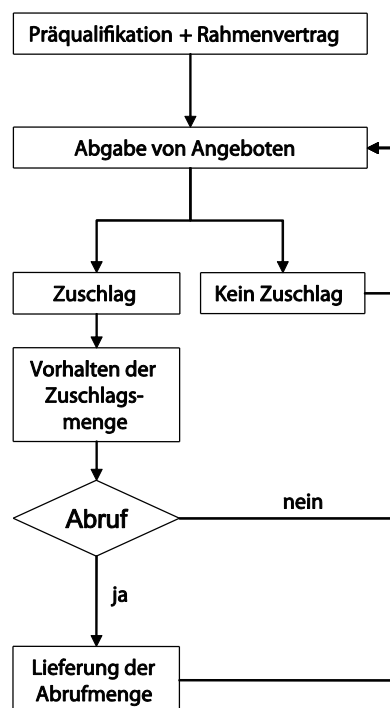 Präqualifikation + Rahmenvertrag
Abgabe von Angeboten
Zuschlag
Kein Zuschlag
Vorhalten der
Zuschlags-
menge
Abruf
nein
ja
Lieferung der
Abrufmenge